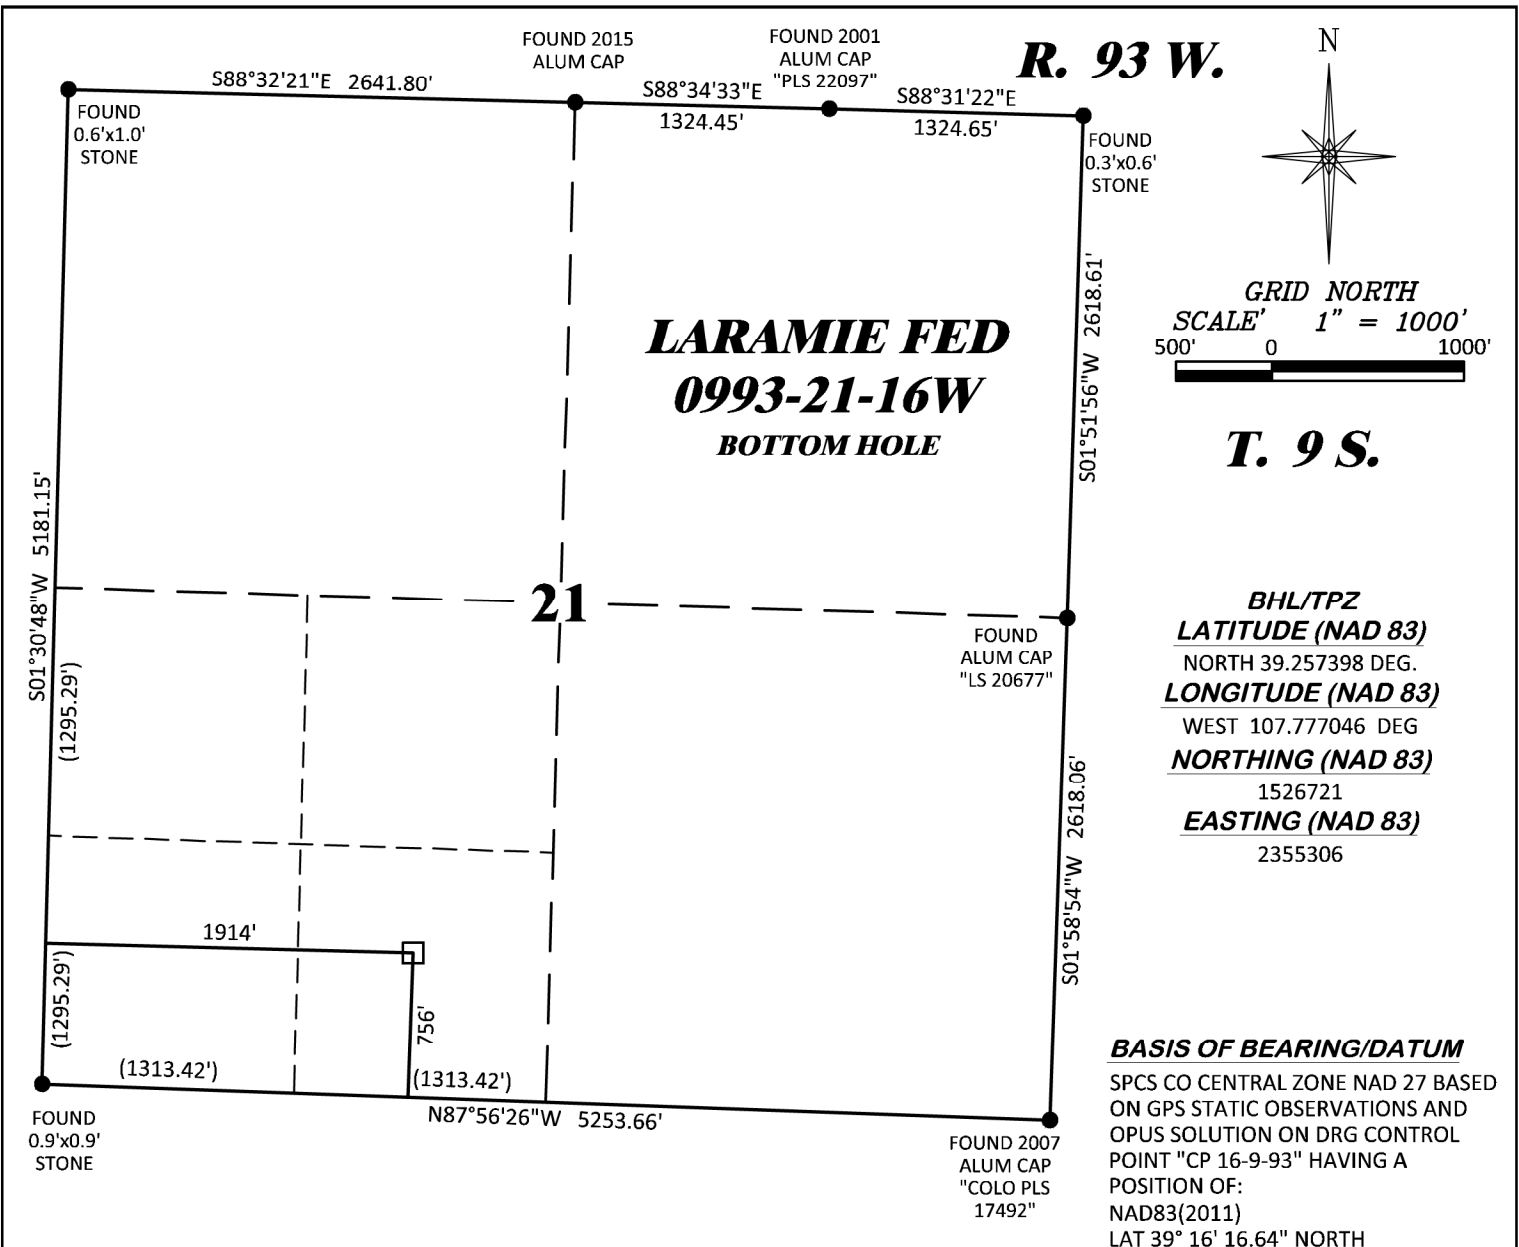 FOUND 2015
ALUM CAP
FOUND 2001
ALUM CAP
"PLS 22097"
R. 93 W.
N
S88°32'21"E 2641.80'
S88°34'33"E
1324.45'
S88°31'22"E
1324.65'
FOUND
0.6'x1.0'
STONE
FOUND
0.3'x0.6'
STONE
GRID NORTH
SCALE' 1" = 1000'
500' 0 1000'
LARAMIE FED
0993-21-16W
BOTTOM HOLE
S01°51'56"W 2618.61'
T. 9 S.
S01°30'48"W 5181.15'
21
FOUND
ALUM CAP
"LS 20677"
BHL/TPZ
LATITUDE (NAD 83)
NORTH 39.257398 DEG.
LONGITUDE (NAD 83)
WEST 107.777046 DEG
NORTHING (NAD 83)
1526721
EASTING (NAD 83)
2355306
(1295.29')
S01°58'54"W 2618.06'
1914'
(1295.29')
756'
(1313.42')
(1313.42')
N87°56'26"W 5253.66'
FOUND
0.9'x0.9'
STONE
FOUND 2007
ALUM CAP
"COLO PLS
17492"
BASIS OF BEARING/DATUM
SPCS CO CENTRAL ZONE NAD 27 BASED
ON GPS STATIC OBSERVATIONS AND
OPUS SOLUTION ON DRG CONTROL
POINT "CP 16-9-93" HAVING A
POSITION OF:
NAD83(2011)
LAT 39° 16' 16.64" NORTH